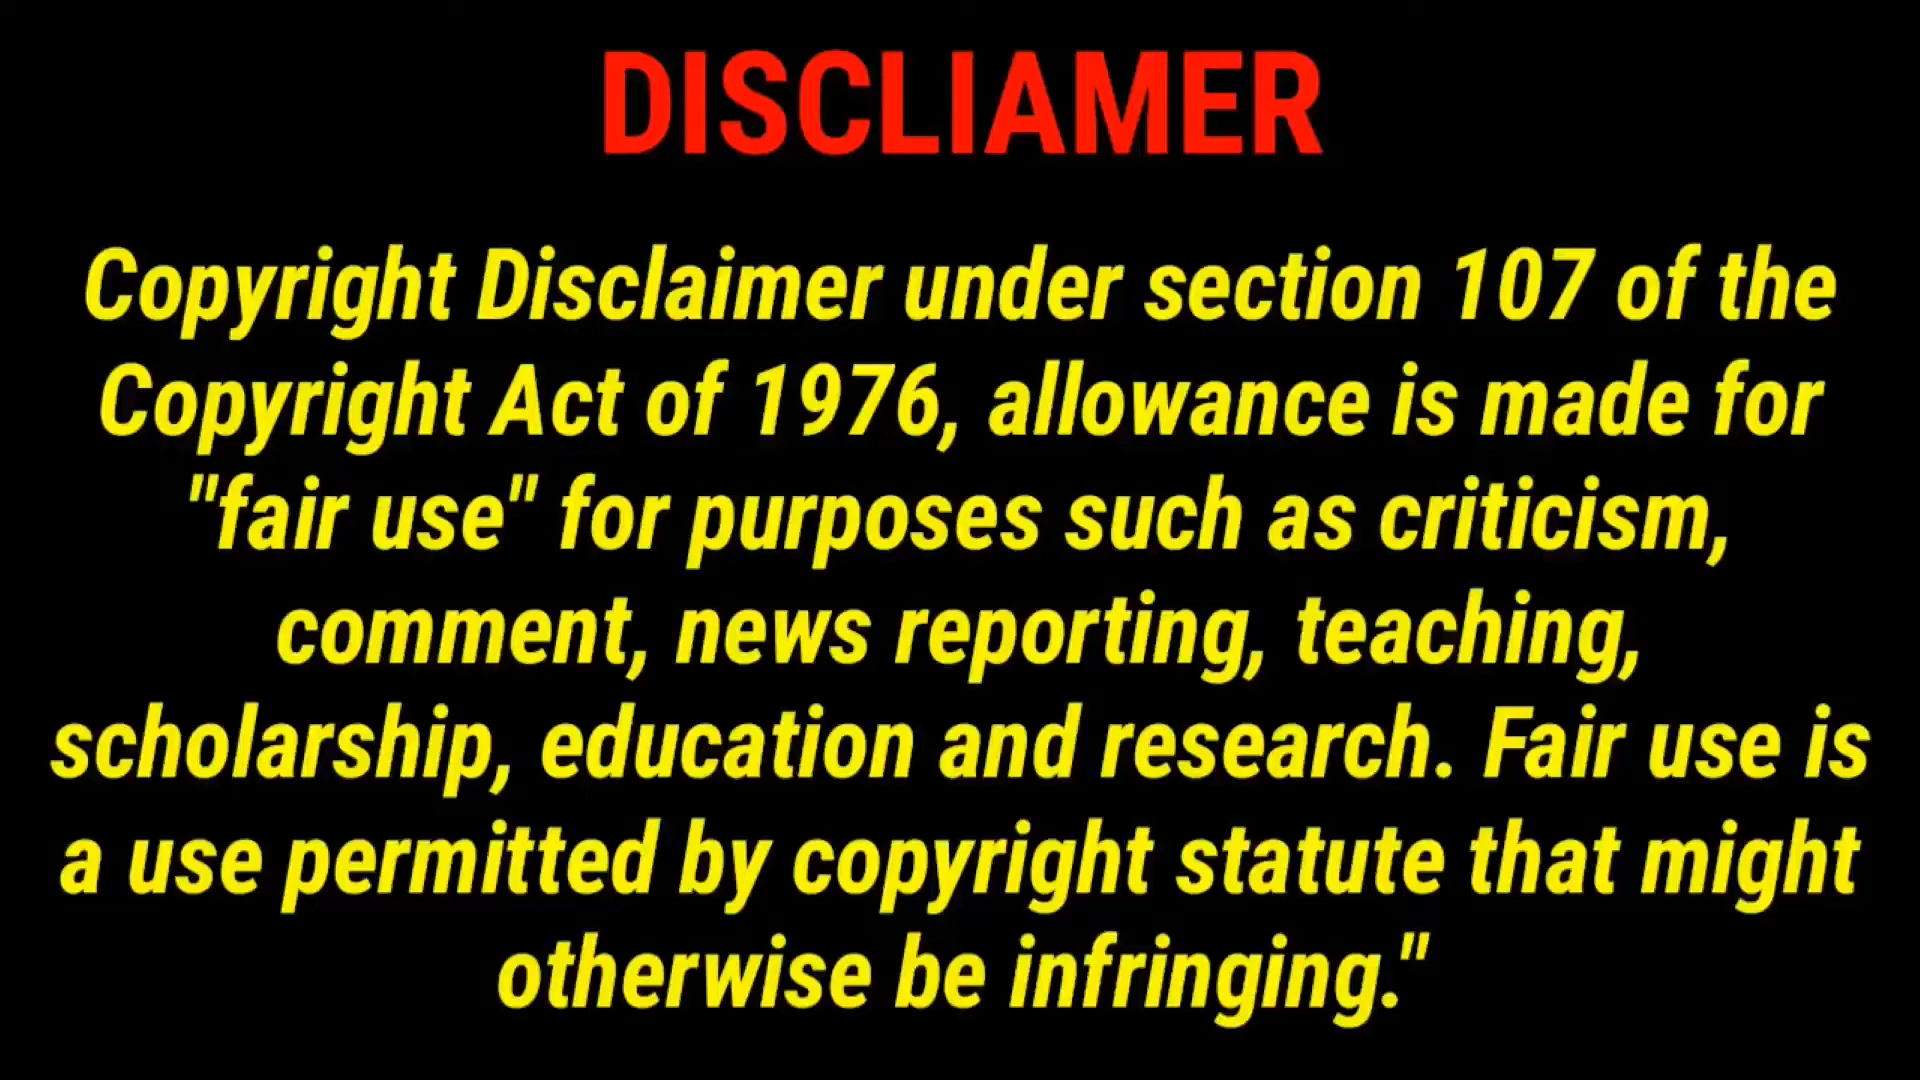 DISCLIAMER
Copyright Disclaimer under section 107 of the
Copyright Act of 1976, allowance is made for
"fair use" for purposes such as criticism,
comment, news reporting, teaching,
scholarship, education and research. Fair use is
a use permitted by copyright statute that might
otherwise be infringing."